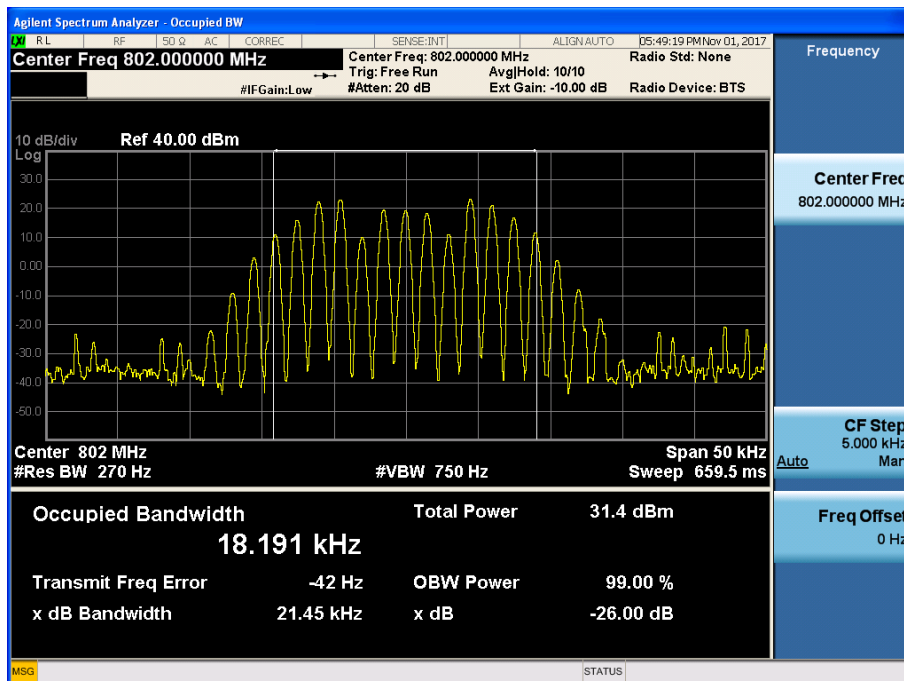 Agilent Spectrum Analyzer - Occupied BW
LXI RL RF 50 Ω AC CORREC SENSE:INT ALIGN AUTO 05:49:19 PM Nov 01, 2017
Center Freq 802.000000 MHz
Center Freq: 802.000000 MHz
Radio Std: None
Trig: Free Run Avg|Hold: 10/10
#IFGain:Low
#Atten: 20 dB Ext Gain: -10.00 dB
Radio Device: BTS
10 dB/div Ref 40.00 dBm
Log
30.0
20.0
10.0
0.00
-10.0
-20.0
-30.0
-40.0
-50.0
Center 802 MHz Span 50 kHz
#Res BW 270 Hz #VBW 750 Hz Sweep 659.5 ms
Occupied Bandwidth Total Power 31.4 dBm
18.191 kHz
Transmit Freq Error -42 Hz OBW Power 99.00 %
x dB Bandwidth 21.45 kHz x dB -26.00 dB
MSG STATUS
Frequency
Center Freq
802.000000 MHz
CF Step
5.000 kHz
Auto Man
Freq Offset
0 Hz